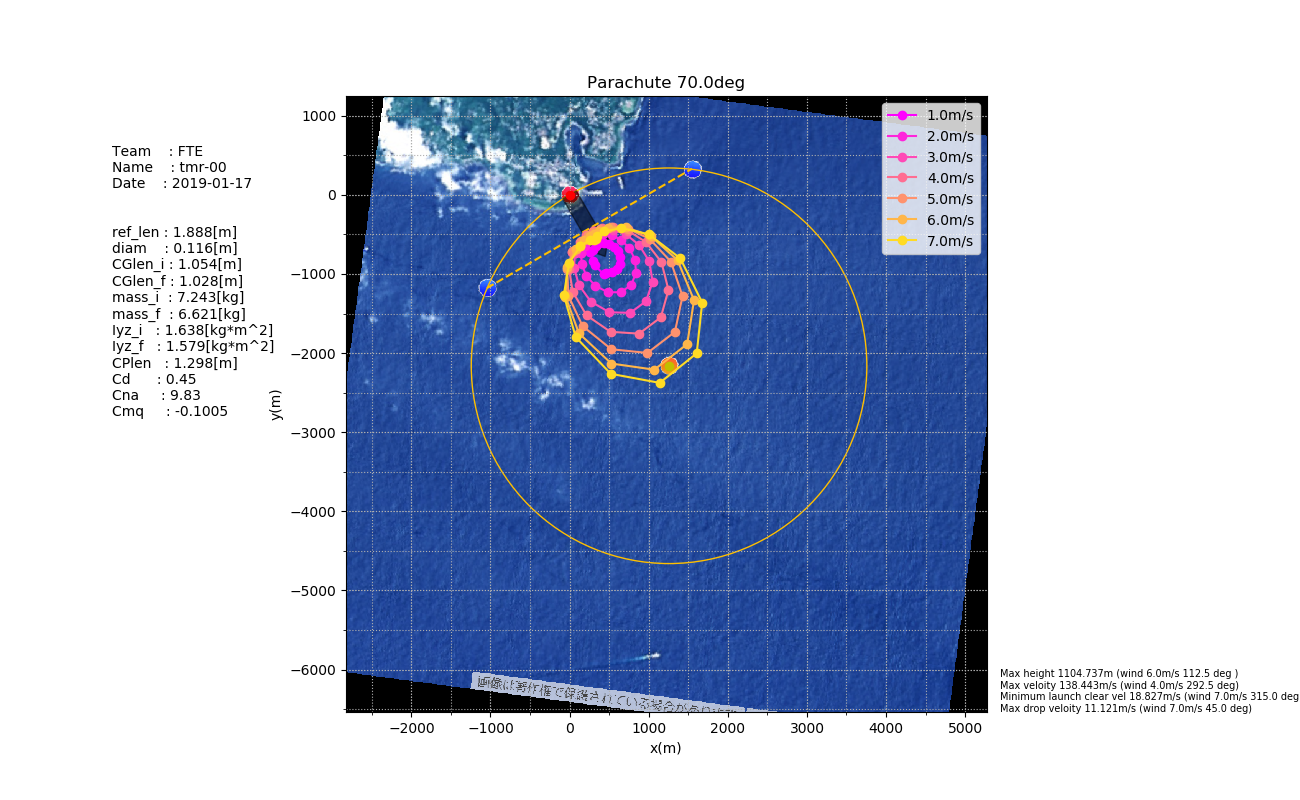 Parachute 70.0deg
Team : FTE
Name : tmr-00
Date : 2019-01-17
ref_len : 1.888[m]
diam : 0.116[m]
CGlen_i : 1.054[m]
CGlen_f : 1.028[m]
mass_i : 7.243[kg]
mass_f : 6.621[kg]
Iyz_i : 1.638[kg*m^2]
Iyz_f : 1.579[kg*m^2]
CPlen : 1.298[m]
Cd : 0.45
Cna : 9.83
Cmq : -0.1005
y(m)
1000
0
−1000
−2000
−3000
−4000
−5000
−6000
1.0m/s
2.0m/s
3.0m/s
4.0m/s
5.0m/s
6.0m/s
7.0m/s
−2000 −1000 0 1000 2000 3000 4000 5000
x(m)
Max height 1104.737m (wind 6.0m/s 112.5 deg )
Max veloity 138.443m/s (wind 4.0m/s 292.5 deg)
Minimum launch clear vel 18.827m/s (wind 7.0m/s 315.0 deg
Max drop veloity 11.121m/s (wind 7.0m/s 45.0 deg)